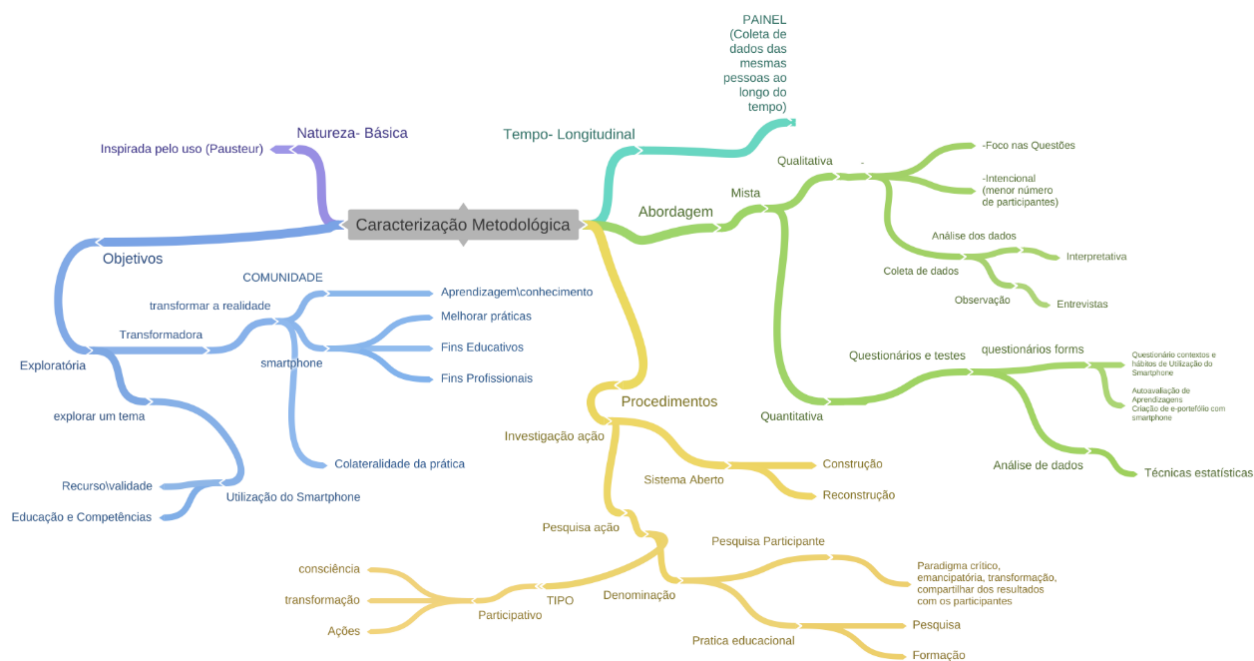 PAINEL
(Coleta de
dados das
mesmas
pessoas ao
longo do
tempo)
Natureza- Básica
Inspirada pelo uso (Pausteur)
Tempo- Longitudinal
Caracterização Metodológica
Objetivos
Exploratória
Transformadora
transformar a realidade
COMUNIDADE
Aprendizagem\conhecimento
smartphone
Melhorar práticas
Fins Educativos
Fins Profissionais
Colateralidade da prática
explorar um tema
Utilização do Smartphone
Recurso\validade
Educação e Competências
Abordagem
Mista
Qualitativa
-
-Foco nas Questões
-Intencional
(menor número
de participantes)
Coleta de dados
Análise dos dados
Interpretativa
Observação
Entrevistas
Quantitativa
Questionários e testes
questionários forms
Questionário contextos e
hábitos de Utilização do
Smartphone
Autoavaliação de
Aprendizagens
Criação de e-portefólio com
smartphone
Análise de dados
Técnicas estatísticas
Procedimentos
Investigação ação
Sistema Aberto
Construção
Reconstrução
Pesquisa ação
TIPO
Participativo
consciência
transformação
Ações
Denominação
Pesquisa Participante
Paradigma crítico,
emancipatória, transformação,
compartilhar dos resultados
com os participantes
Pratica educacional
Pesquisa
Formação